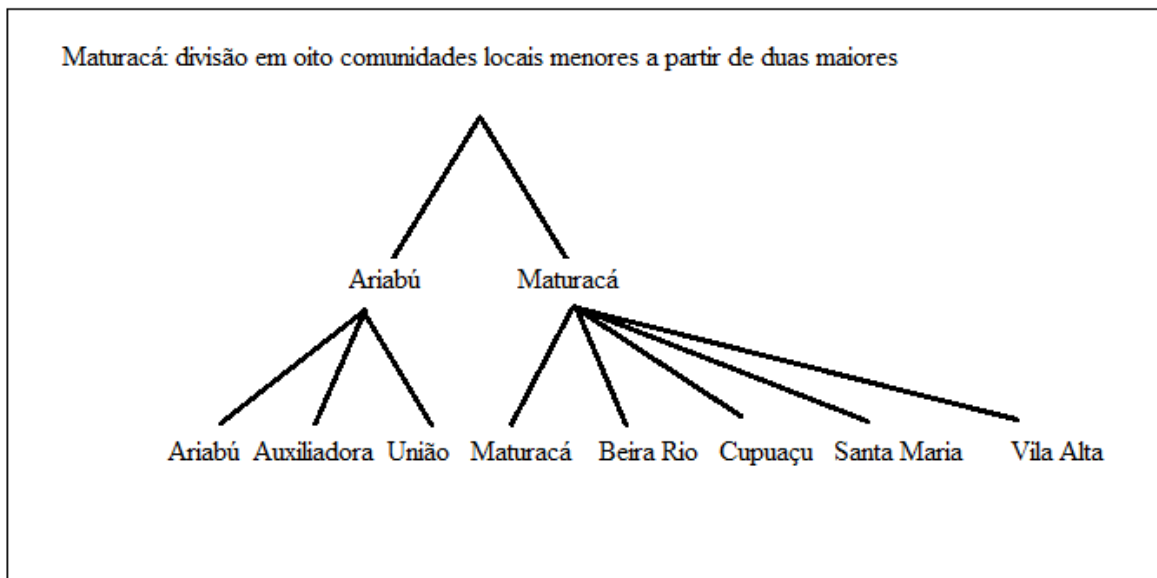 Maturacá: divisão em oito comunidades locais menores a partir de duas maiores
Ariabú Maturacá
Ariabú Auxiliadora União Maturacá Beira Rio Cupuaçu Santa Maria Vila Alta